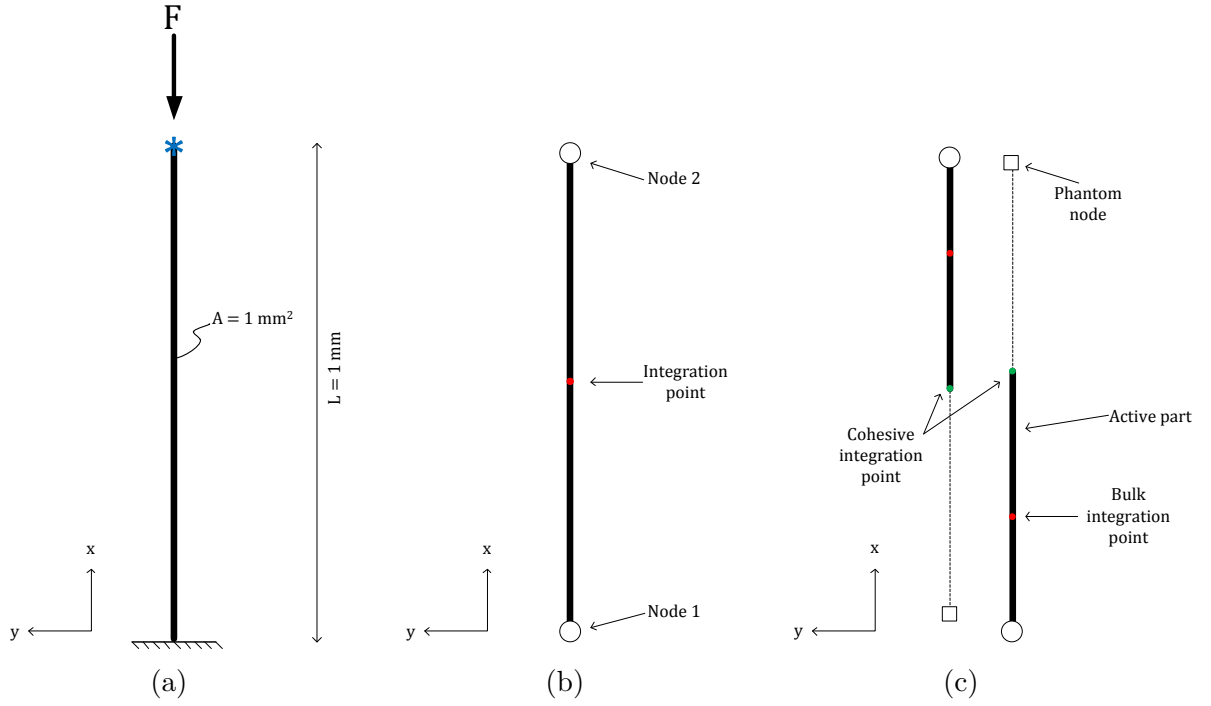 F
A = 1 mm²
L = 1 mm
x
y
(a)
Node 2
Integration
point
Node 1
x
y
(b)
Phantom
node
Cohesive
integration
point
Active part
Bulk
integration
point
x
y
(c)